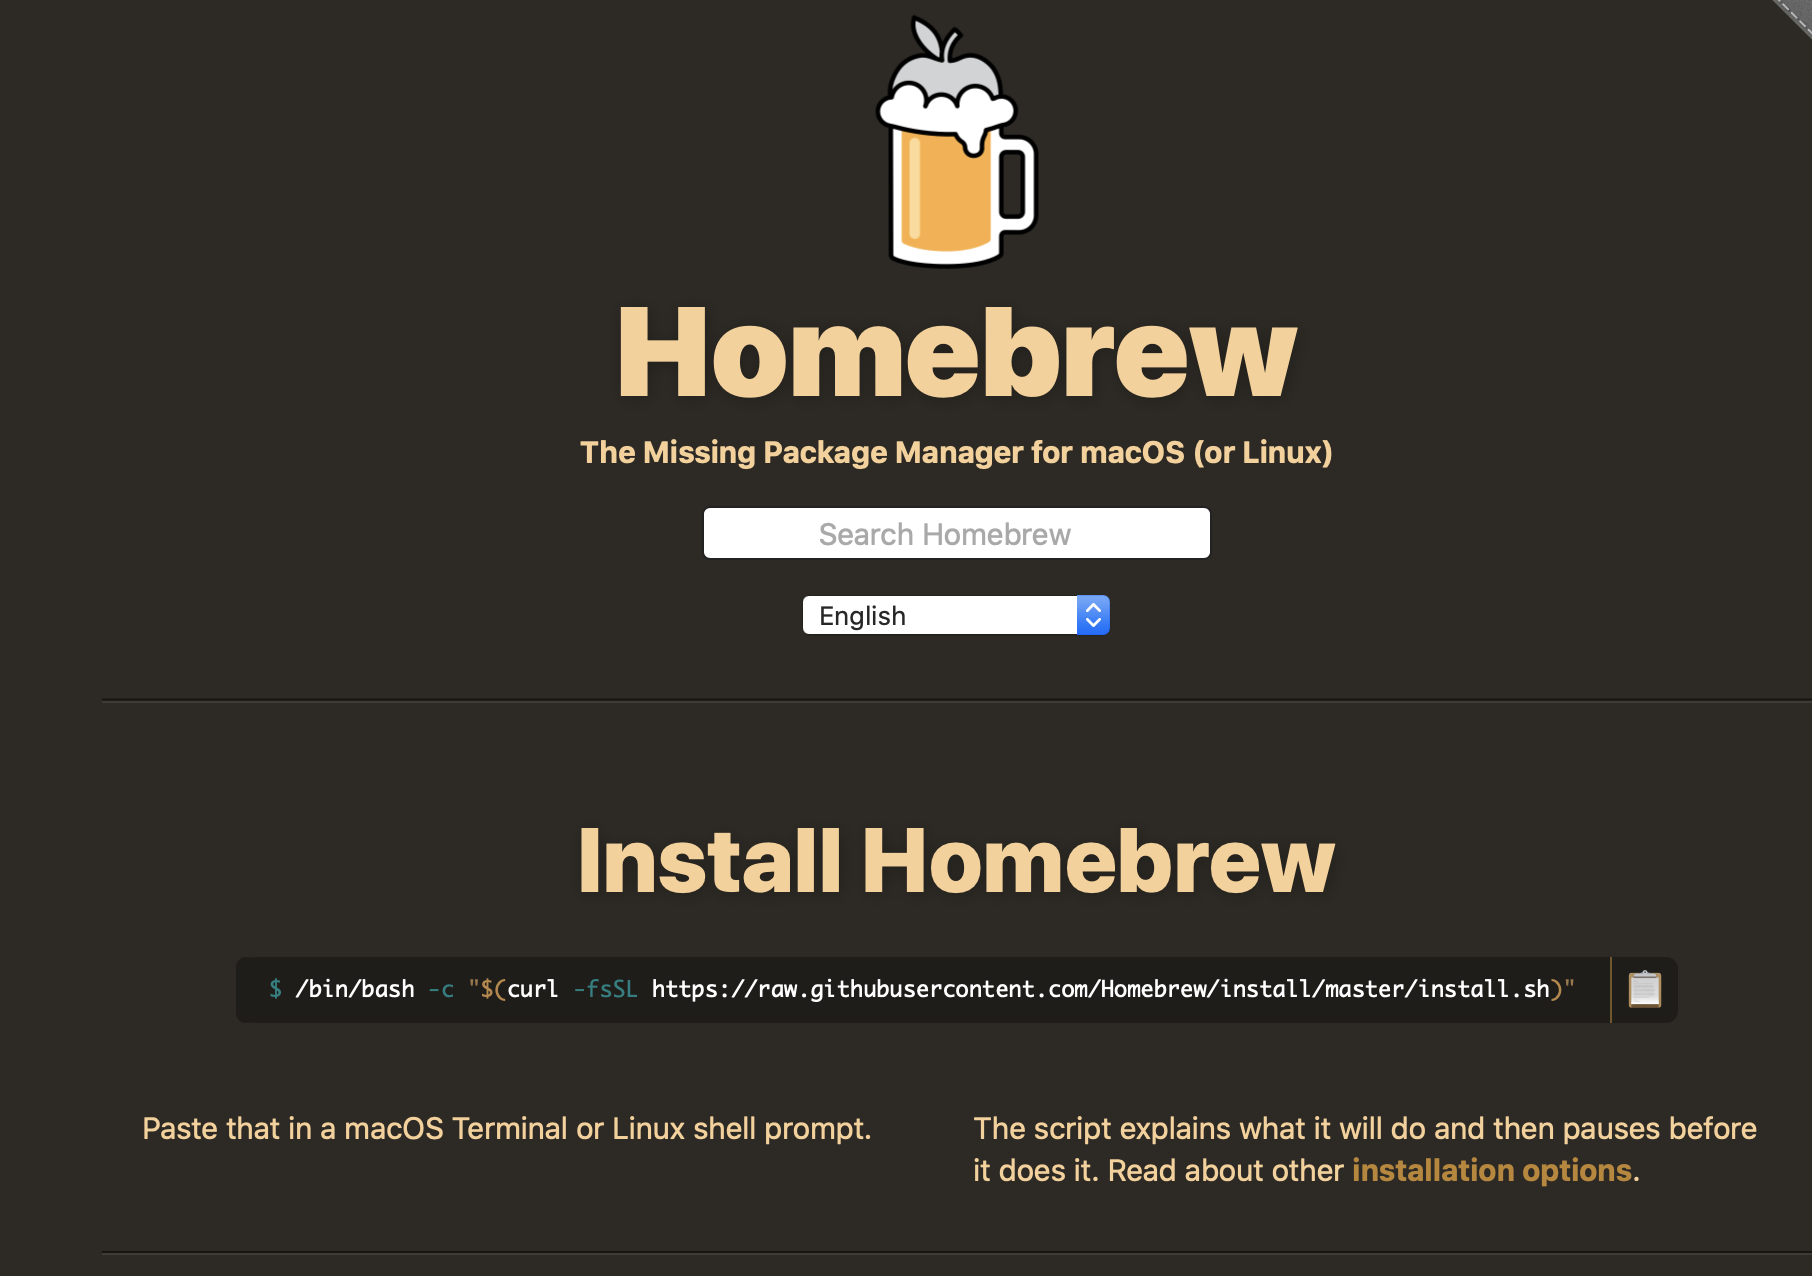 Homebrew
The Missing Package Manager for macOS (or Linux)
Search Homebrew
English
Install Homebrew
$ /bin/bash -c "$(curl -fsSL https://raw.githubusercontent.com/Homebrew/install/master/install.sh)"
Paste that in a macOS Terminal or Linux shell prompt.
The script explains what it will do and then pauses before
it does it. Read about other installation options.